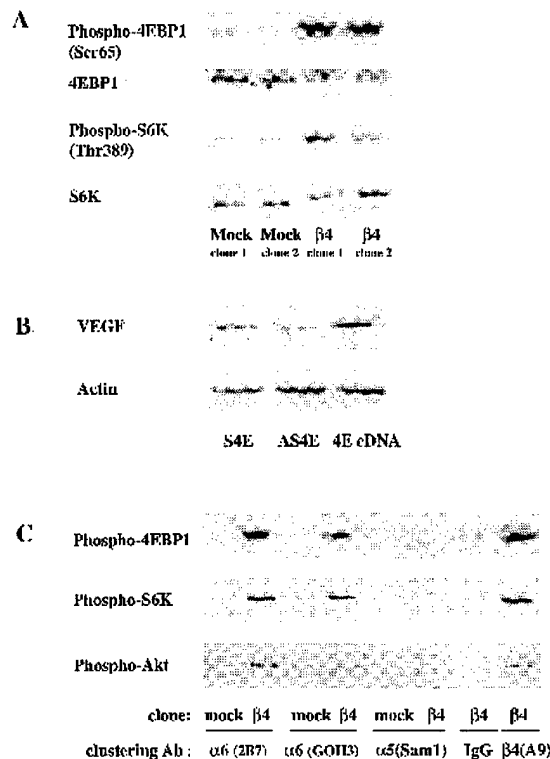 A
Phospho-4EBP1
(Ser65)
4EBP1
Phospho-S6K
(Thr389)
S6K
Mock Mock β4 β4
clone 1 clone 2 clone 1 clone 2
B.
VEGF
Actin
S4E AS4E 4E cDNA
C
Phospho-4EBP1
Phospho-S6K
Phospho-Akt
clone: mock β4 mock β4 mock β4 β4 β4
clustering Ab : α6 (2B7) α6 (GOH3) α5(Sam1) IgG β4(A9)